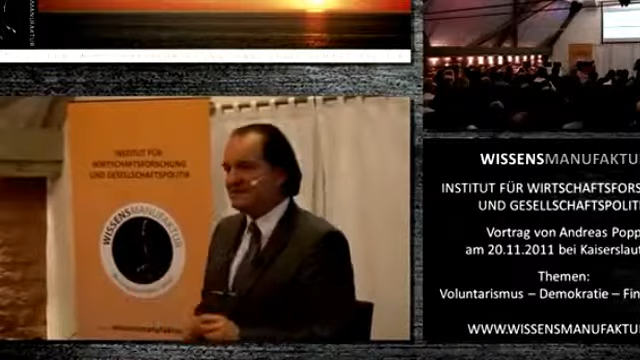 INSTITUT FÜR
WIRTSCHAFTSFORSCHUNG
UND GESELLSCHAFTSPOLITIK
WISSENSMANUFAKTUR
WISSENSMANUFAKTUR
INSTITUT FÜR WIRTSCHAFTSFORS
UND GESELLSCHAFTSPOLITI
Vortrag von Andreas Popp
am 20.11.2011 bei Kaiserslaut
Themen:
Voluntarismus – Demokratie – Fin
WWW.WISSENSMANUFAKTU